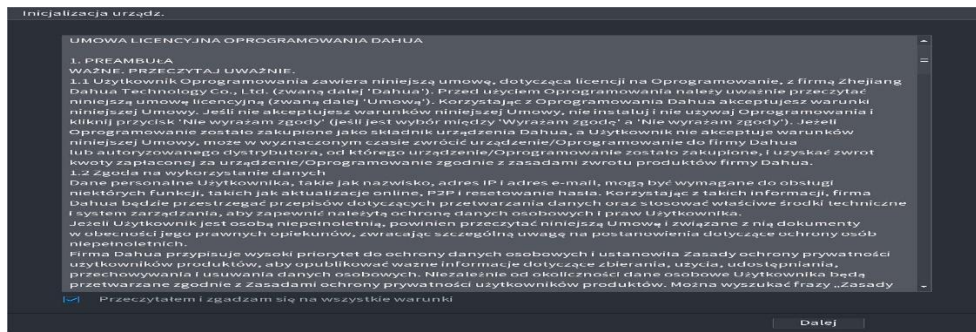 Inicjalizacja urządz.
UMOWA LICENCYJNA OPROGRAMOWANIA DAHUA
1. PREAMBUŁA
WAŻNE. PRZECZYTAJ UWAŻNIE.
1.1 Użytkownik Oprogramowania zawiera niniejszą umowę, dotycząca licencji na Oprogramowanie, z firmą Zhejiang
Dahua Technology Co., Ltd. (zwaną dalej 'Dahua'). Przed użyciem Oprogramowania należy uważnie przeczytać
niniejszą umowę licencyjną (zwaną dalej 'Umową'). Korzystając z Oprogramowania Dahua akceptujesz warunki
niniejszej Umowy. Jeśli nie akceptujesz warunków niniejszej Umowy, nie instaluj i nie używaj Oprogramowania i
kliknij przycisk 'Nie wyrażam zgody' (jeśli jest wybór między 'Wyrażam zgodę' a 'Nie wyrażam zgody'). Jeżeli
Oprogramowanie zostało zakupione jako składnik urządzenia Dahua, a Użytkownik nie akceptuje warunków
niniejszej Umowy, może w wyznaczonym czasie zwrócić urządzenie/Oprogramowanie do firmy Dahua
lub autoryzowanego dystrybutora, od którego urządzenie/Oprogramowanie zostało zakupione, i uzyskać zwrot
kwoty zapłaconej za urządzenie/Oprogramowanie zgodnie z zasadami zwrotu produktów firmy Dahua.
1.2 Zgoda na wykorzystanie danych
Dane personalne Użytkownika, takie jak nazwisko, adres IP i adres e-mail, mogą być wymagane do obsługi
niektórych funkcji, takich jak aktualizacje online, P2P i resetowanie hasła. Korzystając z takich informacji, firma
Dahua będzie przestrzegać przepisów dotyczących przetwarzania danych oraz stosować właściwe środki techniczne
i system zarządzania, aby zapewnić należytą ochronę danych osobowych i praw Użytkownika.
Jeżeli Użytkownik jest osobą niepełnoletnią, powinien przeczytać niniejszą Umowę i związane z nią dokumenty
w obecności jego prawnych opiekunów, zwracając szczególną uwagę na postanowienia dotyczące ochrony osób
niepełnoletnich.
Firma Dahua przypisuje wysoki priorytet do ochrony danych osobowych i ustanowiła Zasady ochrony prywatności
użytkowników produktów, aby opublikować ważne informacje dotyczące zbierania, użycia, udostępniania,
przechowywania i usuwania danych osobowych. Niezależnie od okoliczności dane osobowe Użytkownika będą
przetwarzane zgodnie z Zasadami ochrony prywatności użytkowników produktów. Można wyszukać frazy „Zasady
Przeczytałem i zgadzam się na wszystkie warunki
Dalej